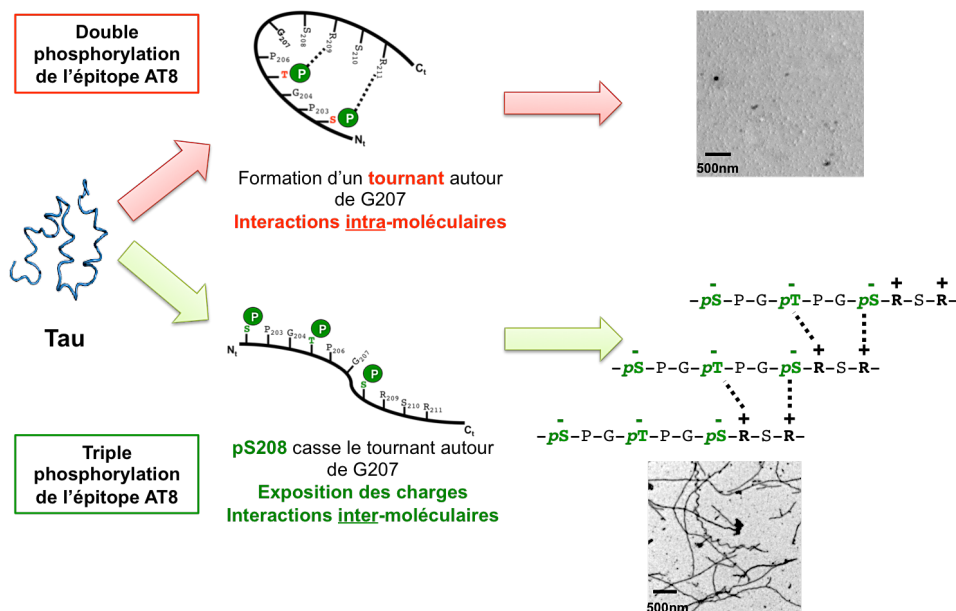 Double
phosphorylation
de l'épitope AT8
G207
S208
R209
S210
R211
P206
T
P
G204
P203
S
P
Ct
Nt
500nm
Formation d'un tournant autour
de G207
Interactions intra-moléculaires
Tau
Nt
S
P
P203
G204
T
P
P206
G207
S
P
R209
S210
R211
Ct
- - - + +
–pS–P–G–pT–P–G–pS–R–S–R–
- - - + +
–pS–P–G–pT–P–G–pS–R–S–R–
- - - + +
–pS–P–G–pT–P–G–pS–R–S–R–
Triple
phosphorylation
de l'épitope AT8
pS208 casse le tournant autour
de G207
Exposition des charges
Interactions inter-moléculaires
500nm